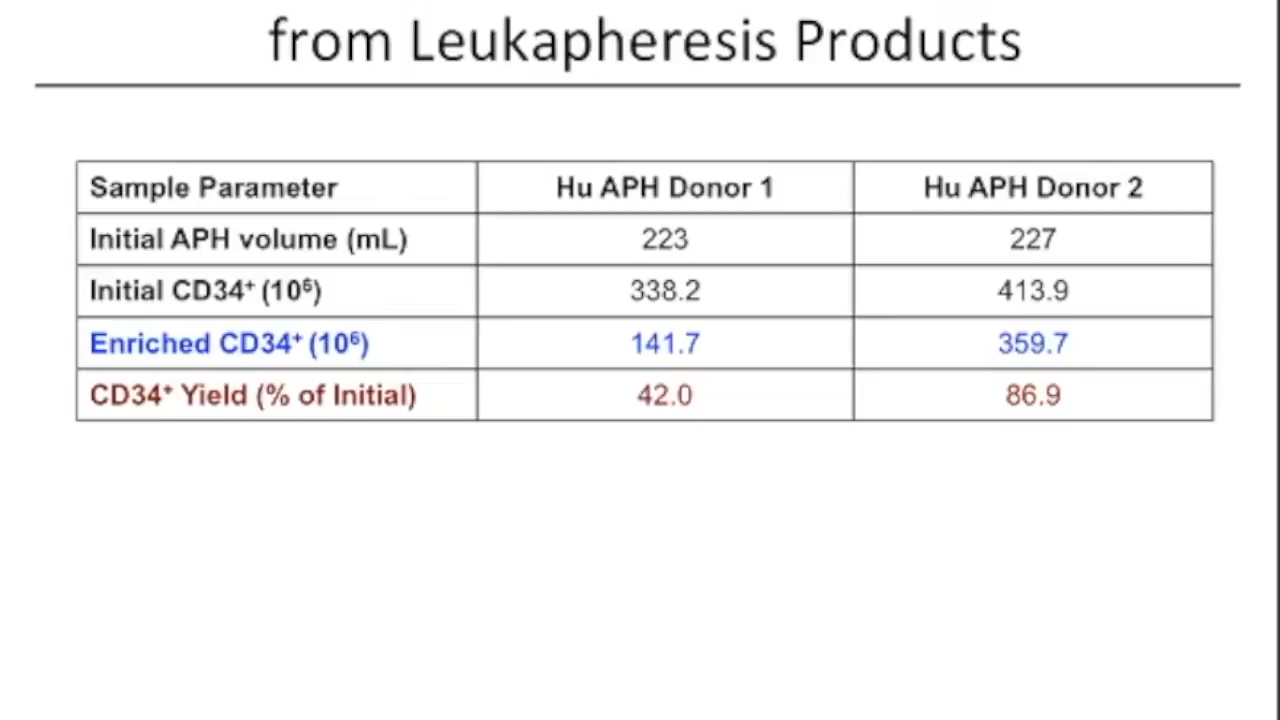 from Leukapheresis Products
Sample Parameter Hu APH Donor 1 Hu APH Donor 2
Initial APH volume (mL) 223 227
Initial CD34⁺ (10⁶) 338.2 413.9
Enriched CD34⁺ (10⁶) 141.7 359.7
CD34⁺ Yield (% of Initial) 42.0 86.9